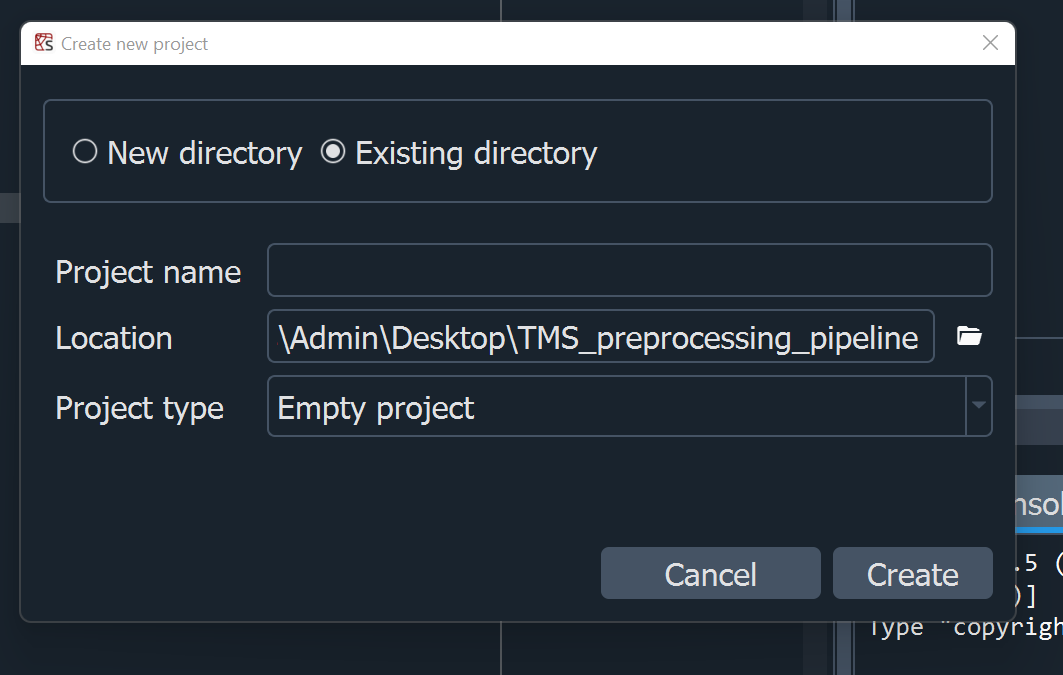 Create new project
New directory Existing directory
Project name
Location \Admin\Desktop\TMS_preprocessing_pipeline
Project type Empty project
Cancel Create
.5 (
)]
Type "copyrigh